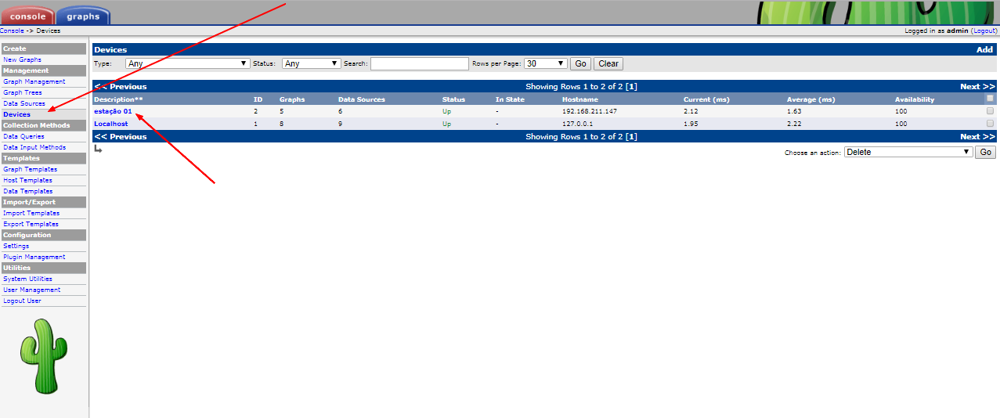 console graphs
Console -> Devices Logged in as admin (Logout)
Create
New Graphs
Management
Graph Management
Graph Trees
Data Sources
Devices
Collection Methods
Data Queries
Data Input Methods
Templates
Graph Templates
Host Templates
Data Templates
Import/Export
Import Templates
Export Templates
Configuration
Settings
Plugin Management
Utilities
System Utilities
User Management
Logout User
Devices Add
Type: Any Status: Any Search: Rows per Page: 30 Go Clear
<< Previous Showing Rows 1 to 2 of 2 [1] Next >>
Description** ID Graphs Data Sources Status In State Hostname Current (ms) Average (ms) Availability
estação 01 2 5 6 Up - 192.168.211.147 2.12 1.63 100
Localhost 1 8 9 Up - 127.0.0.1 1.95 2.22 100
<< Previous Showing Rows 1 to 2 of 2 [1] Next >>
Choose an action: Delete Go